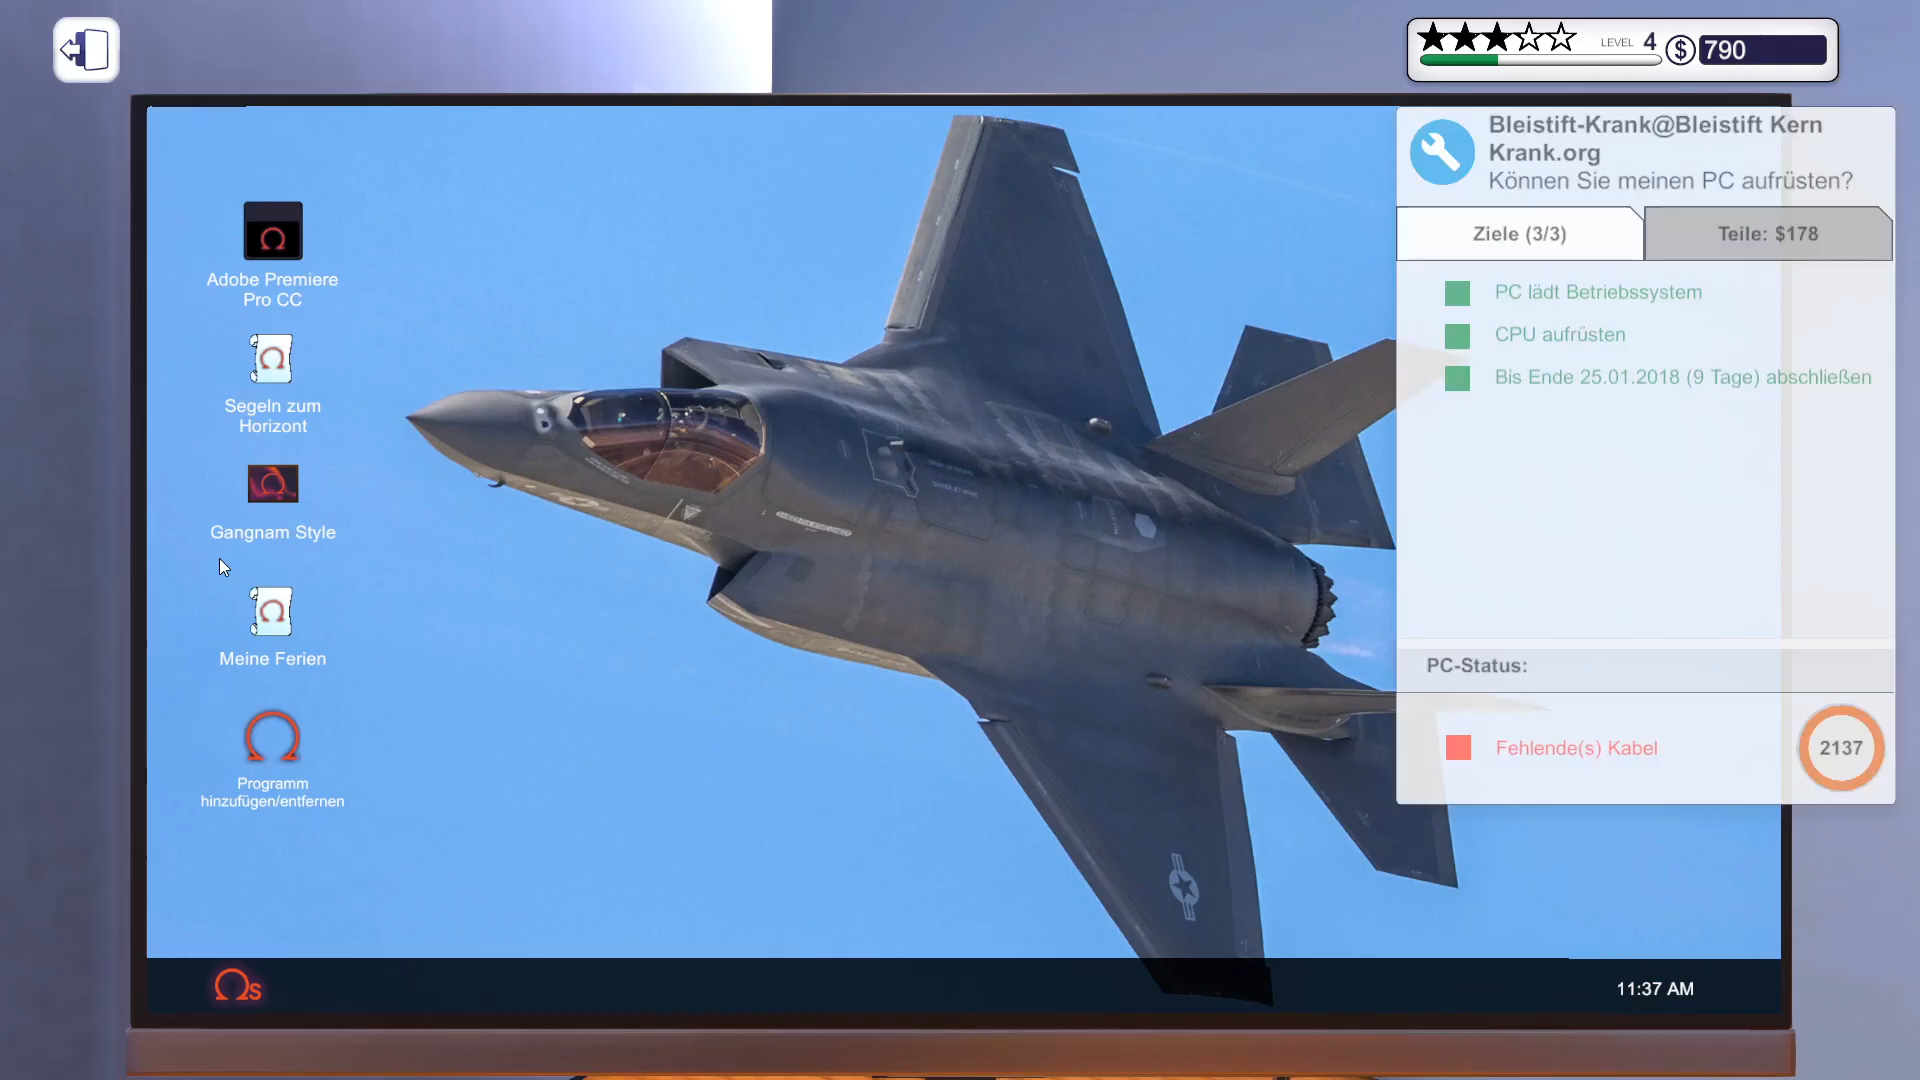 LEVEL 4 $ 790
Bleistift-Krank@Bleistift Kern
Krank.org
Können Sie meinen PC aufrüsten?
Ziele (3/3)
Teile: $178
PC lädt Betriebssystem
CPU aufrüsten
Bis Ende 25.01.2018 (9 Tage) abschließen
PC-Status:
Fehlende(s) Kabel
2137
Adobe Premiere
Pro CC
Segeln zum
Horizont
Gangnam Style
Meine Ferien
Programm
hinzufügen/entfernen
Ωs
11:37 AM